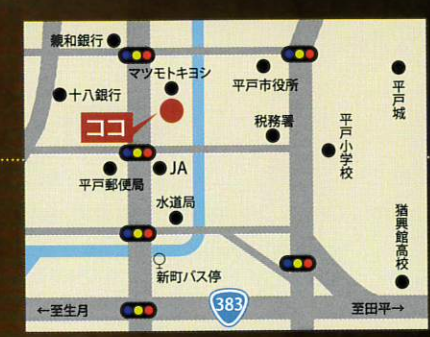 親和銀行
マツモトキヨシ
平戸市役所
十八銀行
平戸城
ココ
税務署
平戸小学校
JA
平戸郵便局
水道局
猶興館高校
新町バス停
383
←至生月
至田平→